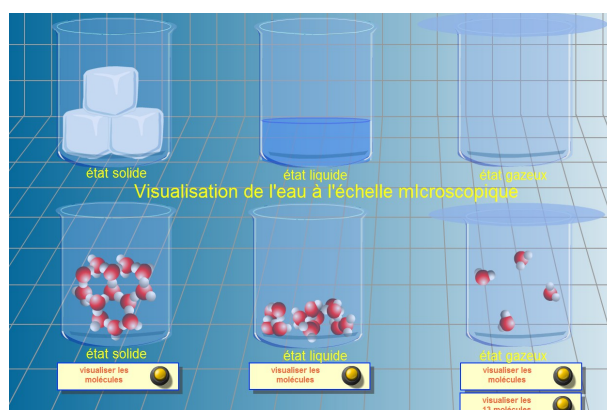 état solide
état liquide
état gazeux
Visualisation de l'eau à l'échelle mIcroscopique
état solide
état liquide
état gazeux
visualiser les
molécules
visualiser les
molécules
visualiser les
molécules
visualiser les
12 molécules